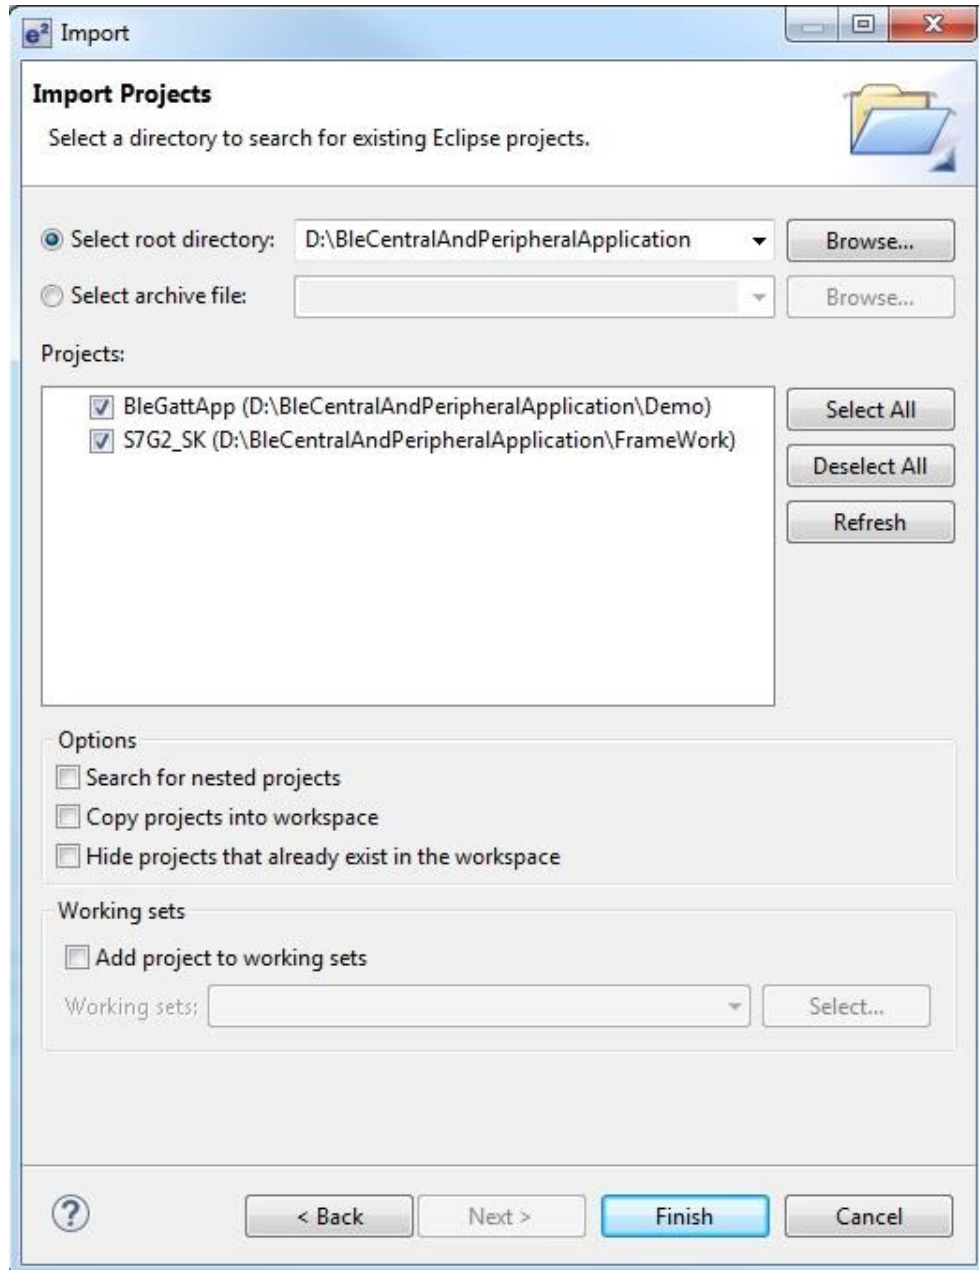 e² Import
Import Projects
Select a directory to search for existing Eclipse projects.
Select root directory: D:\BleCentralAndPeripheralApplication Browse...
Select archive file: Browse...
Projects:
BleGattApp (D:\BleCentralAndPeripheralApplication\Demo) Select All
S7G2_SK (D:\BleCentralAndPeripheralApplication\FrameWork)
Deselect All
Refresh
Options
Search for nested projects
Copy projects into workspace
Hide projects that already exist in the workspace
Working sets
Add project to working sets
Working sets: Select...
? < Back Next > Finish Cancel